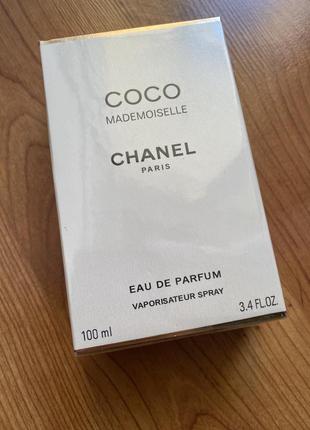 COCO
MADEMOISELLE
CHANEL
PARIS
EAU DE PARFUM
VAPORISATEUR SPRAY
100 ml 3.4 FL.OZ.